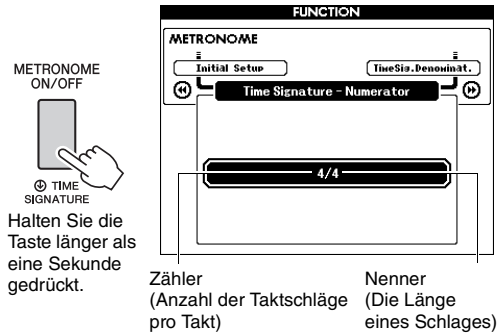 FUNCTION
METRONOME
Initial Setup
TimeSig.Denominat.
Time Signature - Numerator
4/4
METRONOME
ON/OFF
TIME
SIGNATURE
Halten Sie die
Taste länger als
eine Sekunde
gedrückt.
Zähler
(Anzahl der Taktschläge
pro Takt)
Nenner
(Die Länge
eines Schlages)